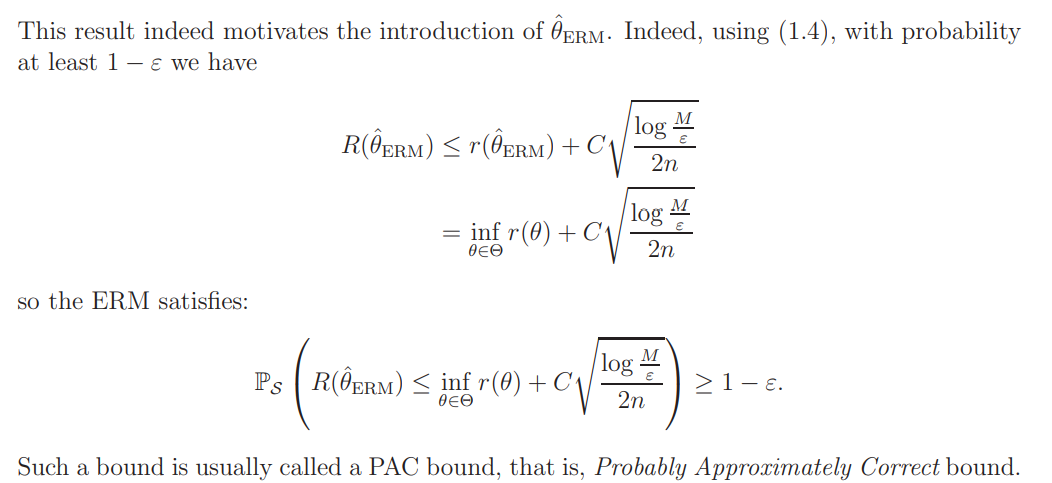 This result indeed motivates the introduction of $\hat{\theta}_{\mathrm{ERM}}$. Indeed, using (1.4), with probability
at least $1 - \varepsilon$ we have
$R(\hat{\theta}_{\mathrm{ERM}}) \leq r(\hat{\theta}_{\mathrm{ERM}}) + C\sqrt{\frac{\log \frac{M}{\varepsilon}}{2n}}$
$= \inf_{\theta \in \Theta} r(\theta) + C\sqrt{\frac{\log \frac{M}{\varepsilon}}{2n}}$
so the ERM satisfies:
$\mathbb{P}_{\mathcal{S}} \left( R(\hat{\theta}_{\mathrm{ERM}}) \leq \inf_{\theta \in \Theta} r(\theta) + C\sqrt{\frac{\log \frac{M}{\varepsilon}}{2n}} \right) \geq 1 - \varepsilon.$
Such a bound is usually called a PAC bound, that is, Probably Approximately Correct bound.